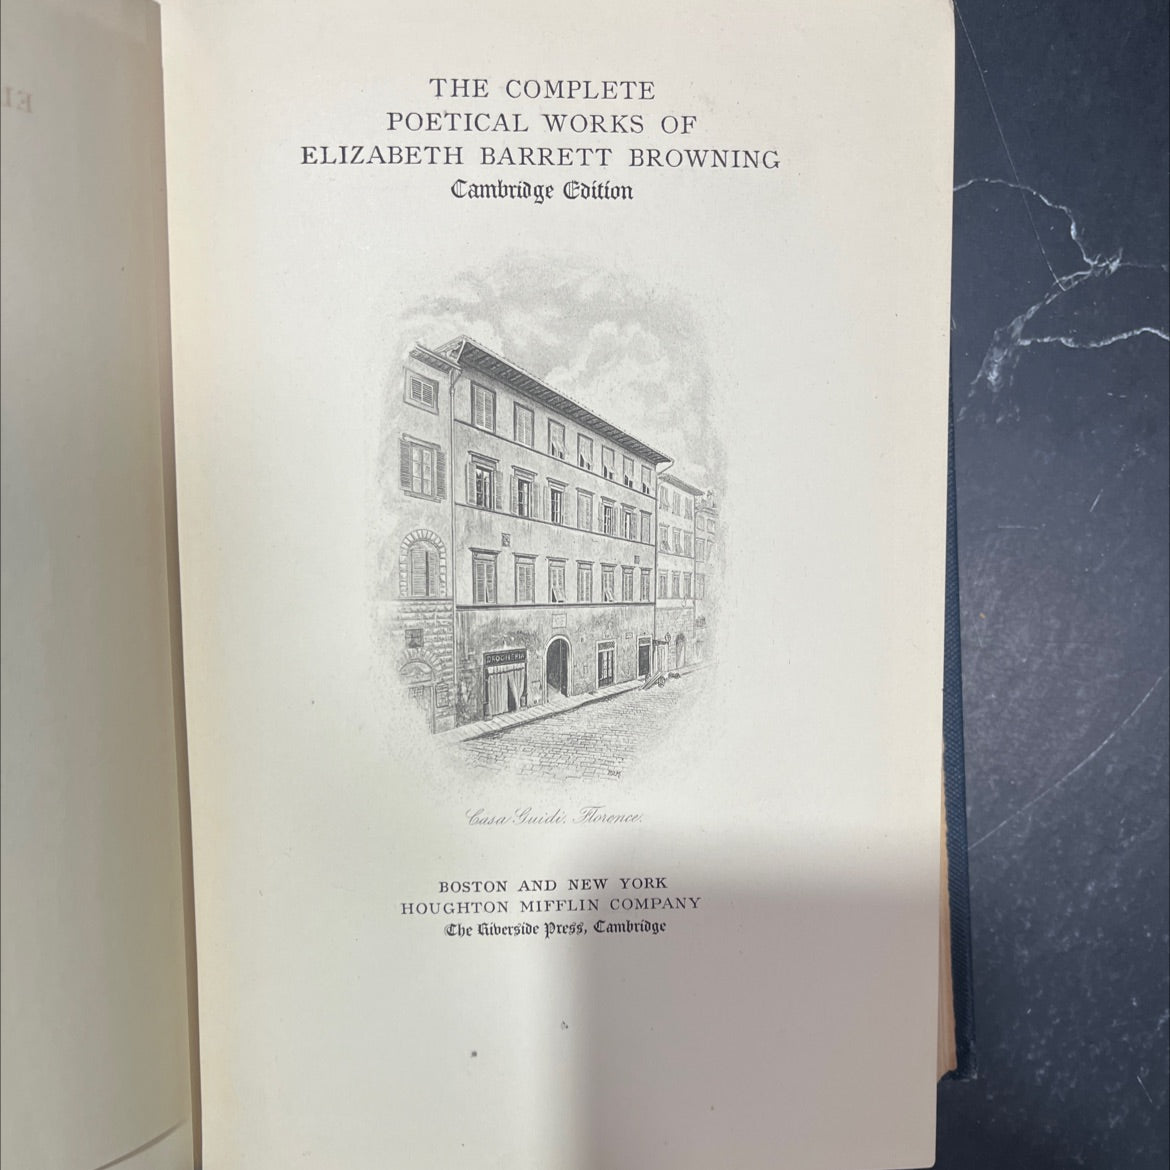 THE COMPLETE
POETICAL WORKS OF
ELIZABETH BARRETT BROWNING
Cambridge Edition
DROGHERIA
Casa Guidi, Florence.
BOSTON AND NEW YORK
HOUGHTON MIFFLIN COMPANY
The Riverside Press, Cambridge